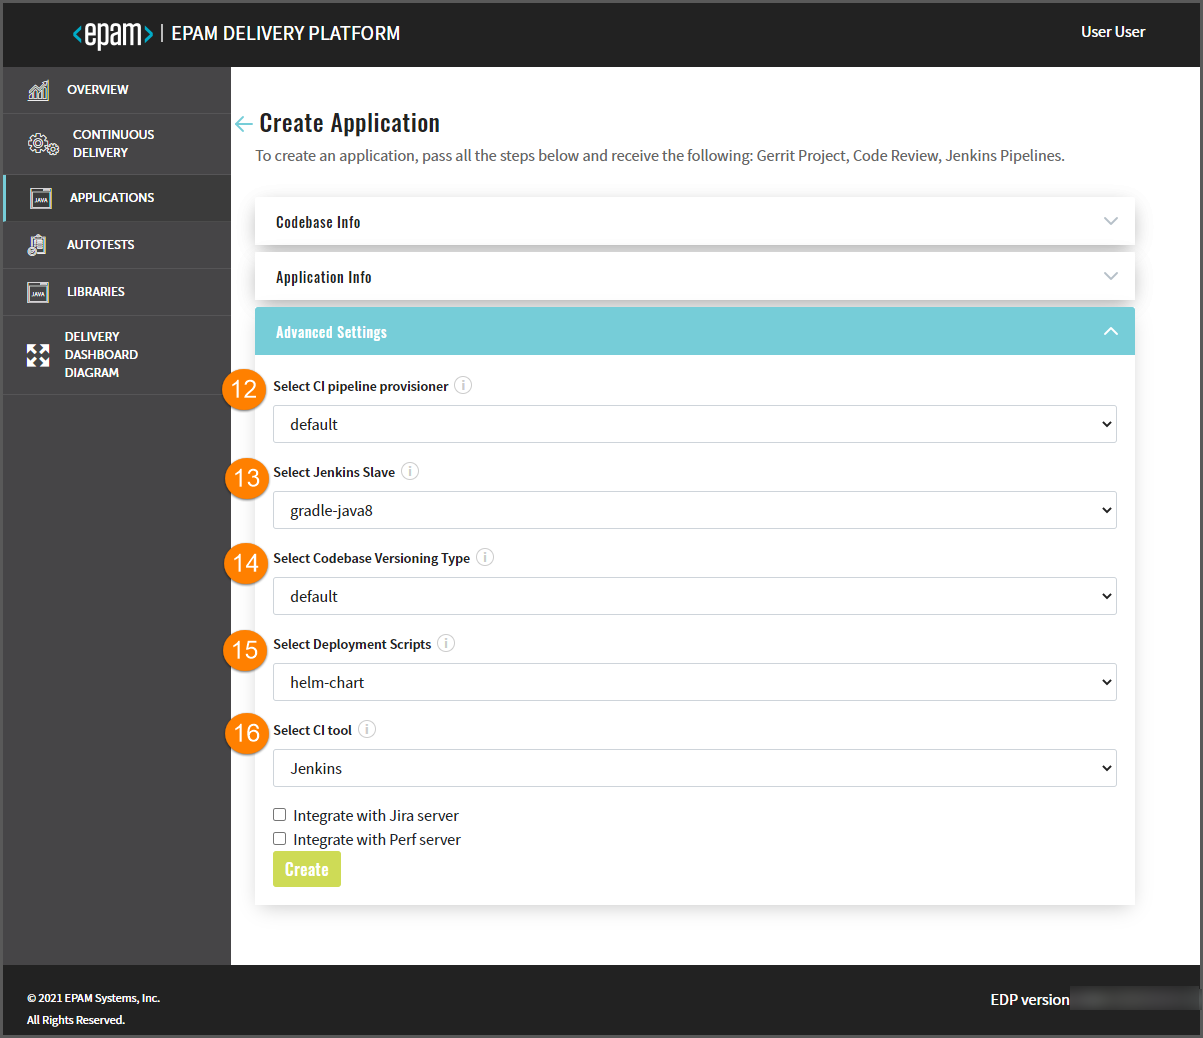 <epam> | EPAM DELIVERY PLATFORM
User User
OVERVIEW
CONTINUOUS
DELIVERY
JAVA
APPLICATIONS
AUTOTESTS
JAVA
LIBRARIES
DELIVERY
DASHBOARD
DIAGRAM
Create Application
To create an application, pass all the steps below and receive the following: Gerrit Project, Code Review, Jenkins Pipelines.
Codebase Info
Application Info
Advanced Settings
12 Select CI pipeline provisioner i
default
13 Select Jenkins Slave i
gradle-java8
14 Select Codebase Versioning Type i
default
15 Select Deployment Scripts i
helm-chart
16 Select CI tool i
Jenkins
Integrate with Jira server
Integrate with Perf server
Create
© 2021 EPAM Systems, Inc.
All Rights Reserved.
EDP version